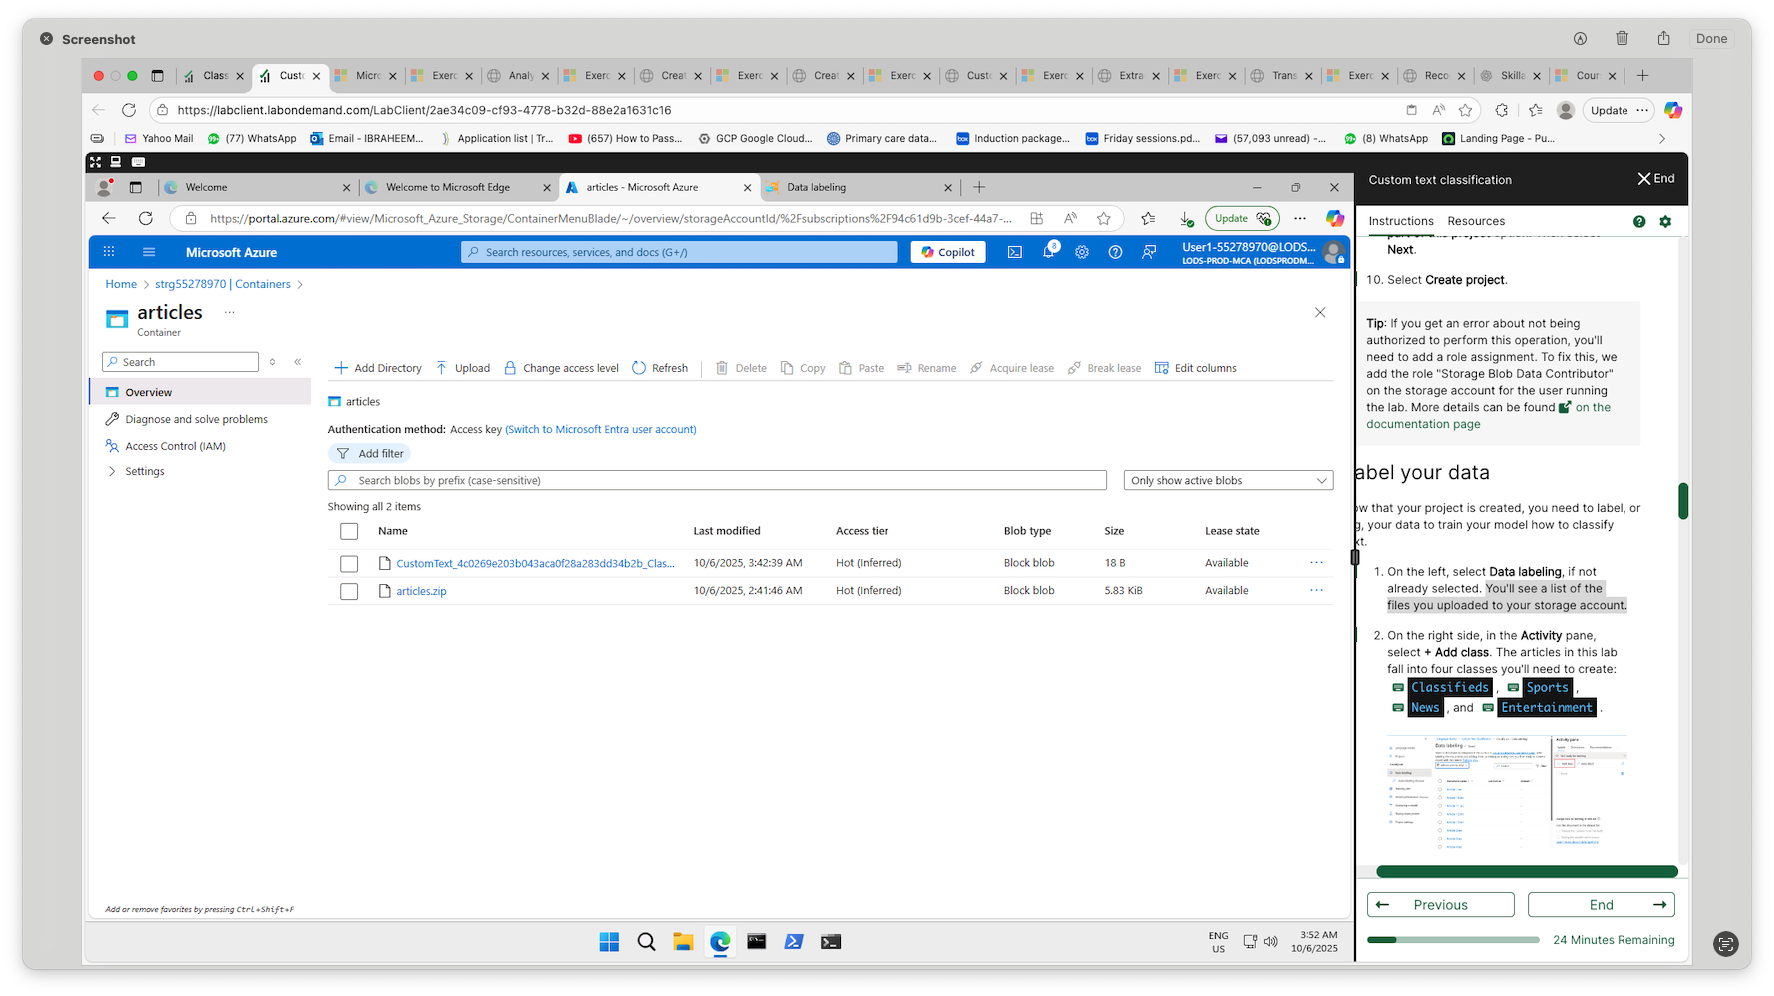 Screenshot
Done
Class
Custo
Micro
Exerc
Analy
Exerc
Creat
Exerc
Creat
Exerc
Custo
Exerc
Extra
Exerc
Trans
Exerc
Reco
Skilla
Cour
https://labclient.labondemand.com/LabClient/2ae34c09-cf93-4778-b32d-88e2a1631c16
Update
Yahoo Mail
(77) WhatsApp
Email - IBRAHEEM...
Application list | Tr...
(657) How to Pass...
GCP Google Cloud...
Primary care data...
Induction package...
Friday sessions.pd...
(57,093 unread) -...
(8) WhatsApp
Landing Page - Pu...
Welcome
Welcome to Microsoft Edge
articles - Microsoft Azure
Data labeling
https://portal.azure.com/#view/Microsoft_Azure_Storage/ContainerMenuBlade/~/overview/storageAccountId/%2Fsubscriptions%2F94c61d9b-3cef-44a7-...
Update
Microsoft Azure
Search resources, services, and docs (G+/)
Copilot
8
User1-55278970@LODS...
LODS-PROD-MCA (LODSPRODM...
Home > strg55278970 | Containers >
articles ...
Container
Search
Overview
Diagnose and solve problems
Access Control (IAM)
Settings
Add Directory
Upload
Change access level
Refresh
Delete
Copy
Paste
Rename
Acquire lease
Break lease
Edit columns
articles
Authentication method: Access key (Switch to Microsoft Entra user account)
Add filter
Search blobs by prefix (case-sensitive)
Only show active blobs
Showing all 2 items
Name Last modified Access tier Blob type Size Lease state
CustomText_4c0269e203b043aca0f28a283dd34b2b_Clas... 10/6/2025, 3:42:39 AM Hot (Inferred) Block blob 18 B Available ...
articles.zip 10/6/2025, 2:41:46 AM Hot (Inferred) Block blob 5.83 KiB Available ...
Add or remove favorites by pressing Ctrl+Shift+F
ENG
US
3:52 AM
10/6/2025
Custom text classification
End
Instructions Resources
Next.
10. Select Create project.
Tip: If you get an error about not being
authorized to perform this operation, you'll
need to add a role assignment. To fix this, we
add the role "Storage Blob Data Contributor"
on the storage account for the user running
the lab. More details can be found on the
documentation page
abel your data
ow that your project is created, you need to label, or
g, your data to train your model how to classify
xt.
1. On the left, select Data labeling, if not
already selected. You'll see a list of the
files you uploaded to your storage account.
2. On the right side, in the Activity pane,
select + Add class. The articles in this lab
fall into four classes you'll need to create:
Classifieds , Sports ,
News , and Entertainment .
Data labeling
Previous
End
24 Minutes Remaining